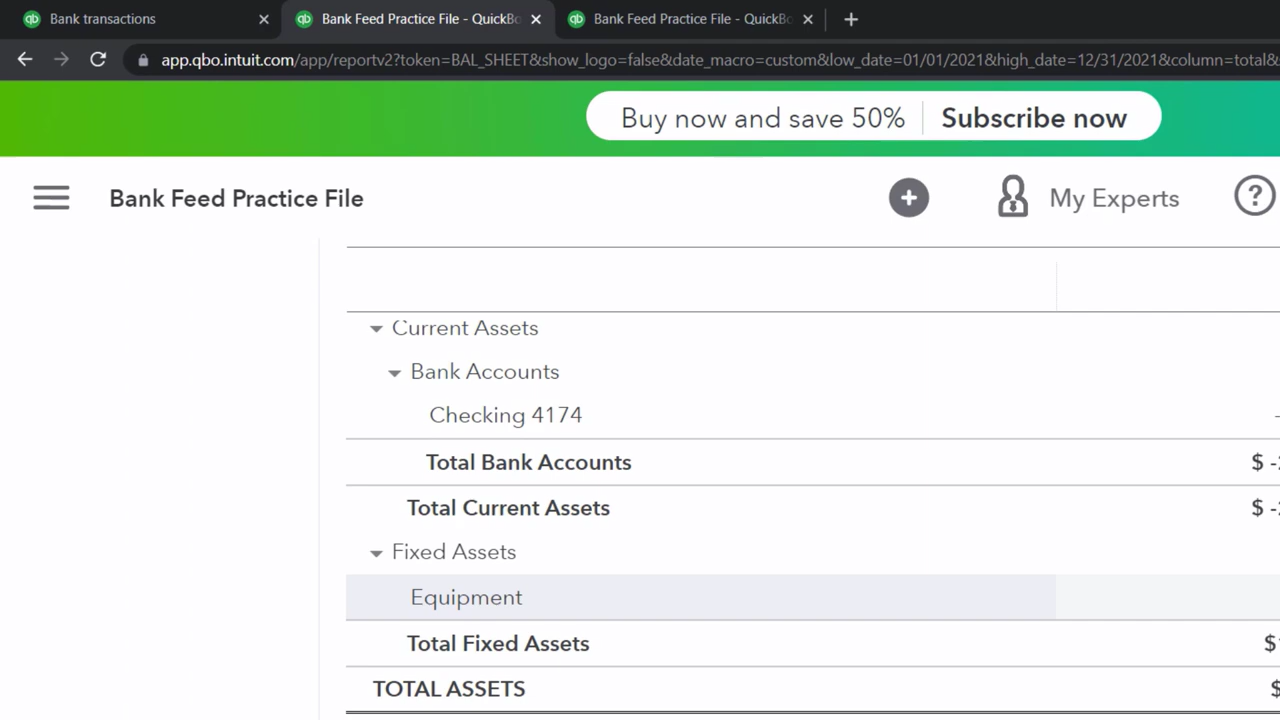 Bank transactions
Bank Feed Practice File - QuickBo
Bank Feed Practice File - QuickBo
app.qbo.intuit.com/app/reportv2?token=BAL_SHEET&show_logo=false&date_macro=custom&low_date=01/01/2021&high_date=12/31/2021&column=total&
Buy now and save 50% Subscribe now
Bank Feed Practice File
My Experts
Current Assets
Bank Accounts
Checking 4174
Total Bank Accounts $ -
Total Current Assets $ -
Fixed Assets
Equipment
Total Fixed Assets $
TOTAL ASSETS $